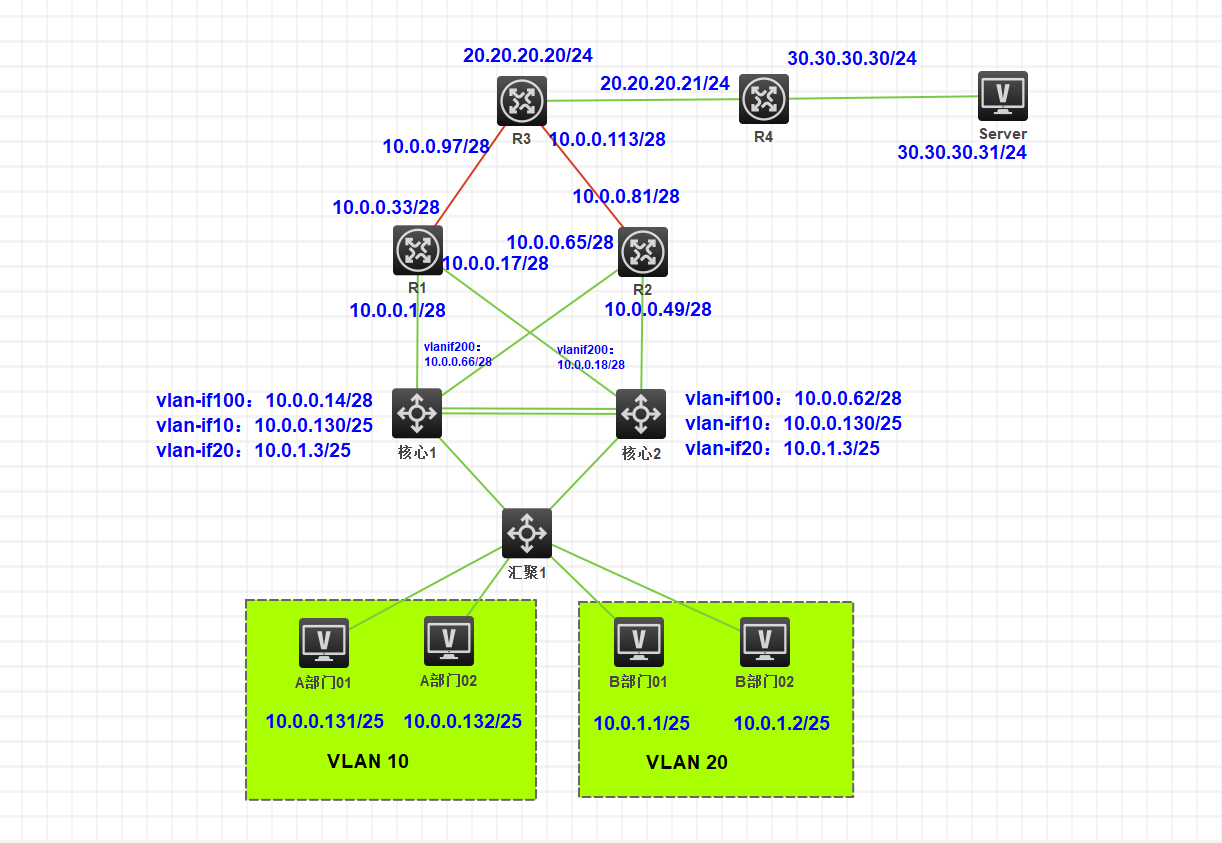 20.20.20.20/24
30.30.30.30/24
20.20.20.21/24
R3
R4
Server
10.0.0.97/28
10.0.0.113/28
30.30.30.31/24
10.0.0.33/28
10.0.0.81/28
10.0.0.65/28
10.0.0.17/28
R1
R2
10.0.0.1/28
10.0.0.49/28
vlanif200：
10.0.0.66/28
vlanif200：
10.0.0.18/28
vlan-if100：10.0.0.14/28
vlan-if10：10.0.0.130/25
vlan-if20：10.0.1.3/25
vlan-if100：10.0.0.62/28
vlan-if10：10.0.0.130/25
vlan-if20：10.0.1.3/25
核心1
核心2
汇聚1
A部门01
A部门02
B部门01
B部门02
10.0.0.131/25
10.0.0.132/25
10.0.1.1/25
10.0.1.2/25
VLAN 10
VLAN 20